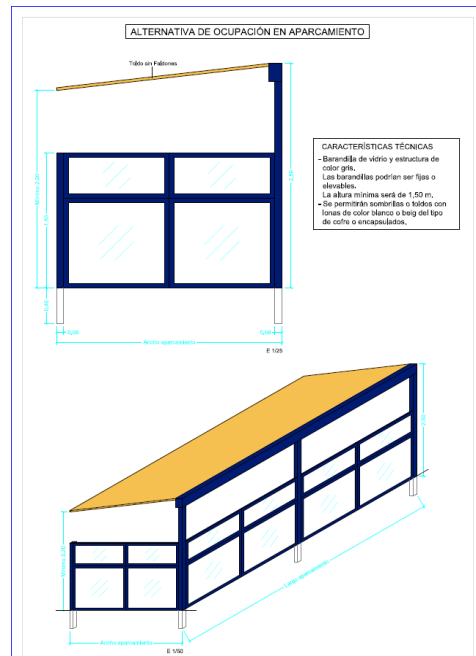 ALTERNATIVA DE OCUPACIÓN EN APARCAMIENTO
Toldo sin Faldones
CARACTERÍSTICAS TÉCNICAS
- Barandilla de vidrio y estructura de
color gris.
Las barandillas podrían ser fijas o
elevables.
La altura mínima será de 1,50 m.
- Se permitirán sombrillas o toldos con
lonas de color blanco o beig del tipo
de cofre o encapsulados.
Ancho aparcamiento
E 1/25
Largo aparcamiento
Ancho aparcamiento
E 1/50